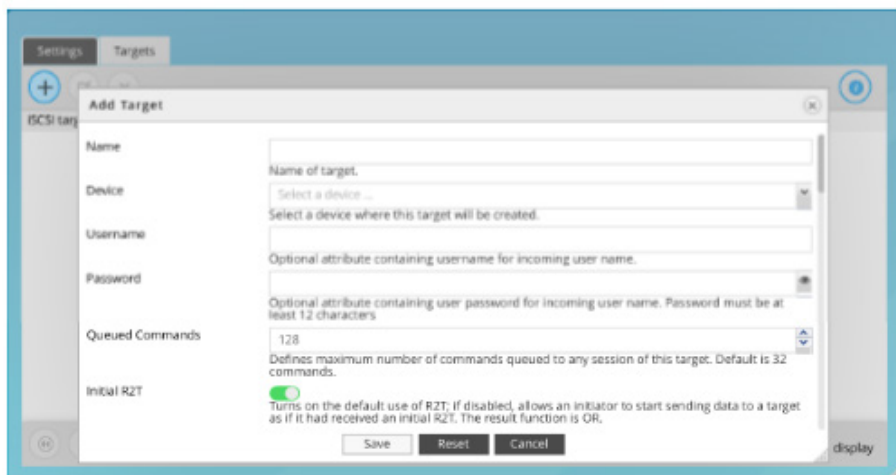 Settings Targets
Add Target
iSCSI targ
Name
Name of target.
Device
Select a device ...
Select a device where this target will be created.
Username
Optional attribute containing username for incoming user name.
Password
Optional attribute containing user password for incoming user name. Password must be at
least 12 characters
Queued Commands
128
Defines maximum number of commands queued to any session of this target. Default is 32
commands.
Initial R2T
Turns on the default use of R2T; if disabled, allows an initiator to start sending data to a target
as if it had received an initial R2T. The result function is OR.
Save Reset Cancel
display